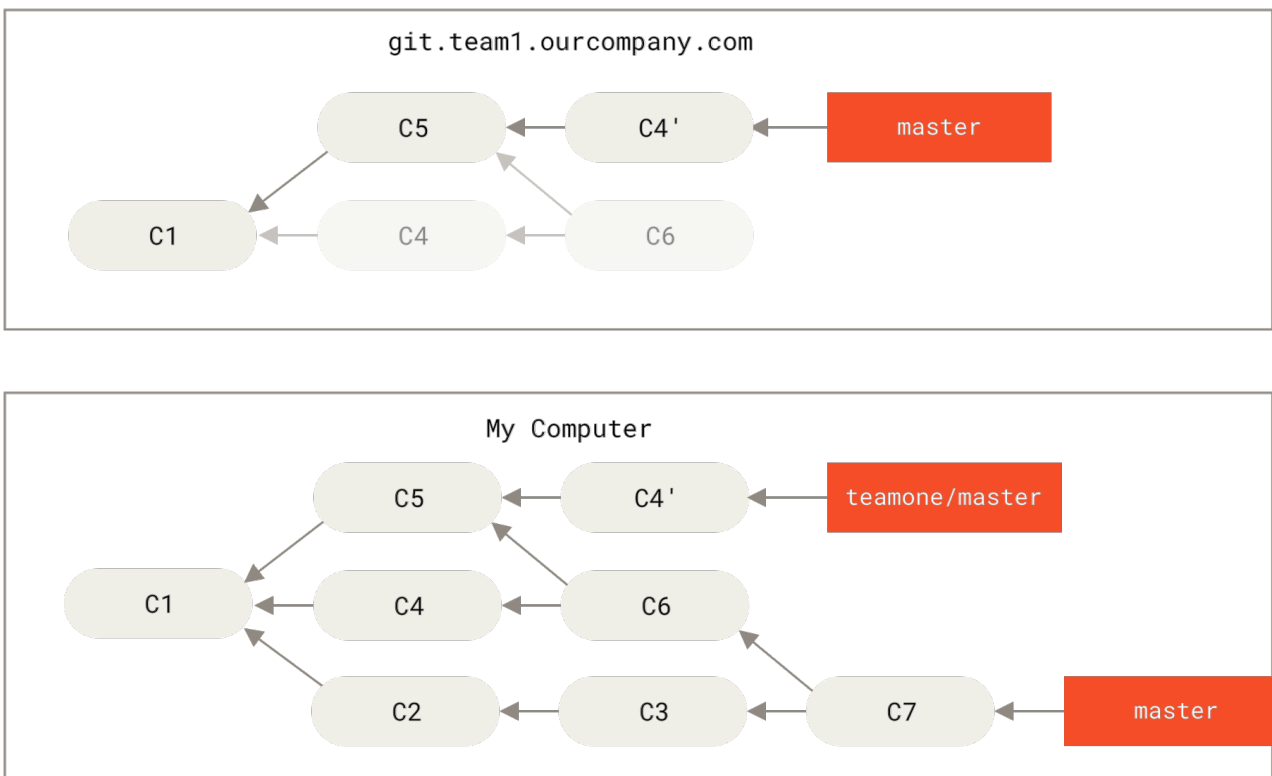 git.team1.ourcompany.com
C5
C4'
master
C1
C4
C6
My Computer
C5
C4'
teamone/master
C1
C4
C6
C2
C3
C7
master